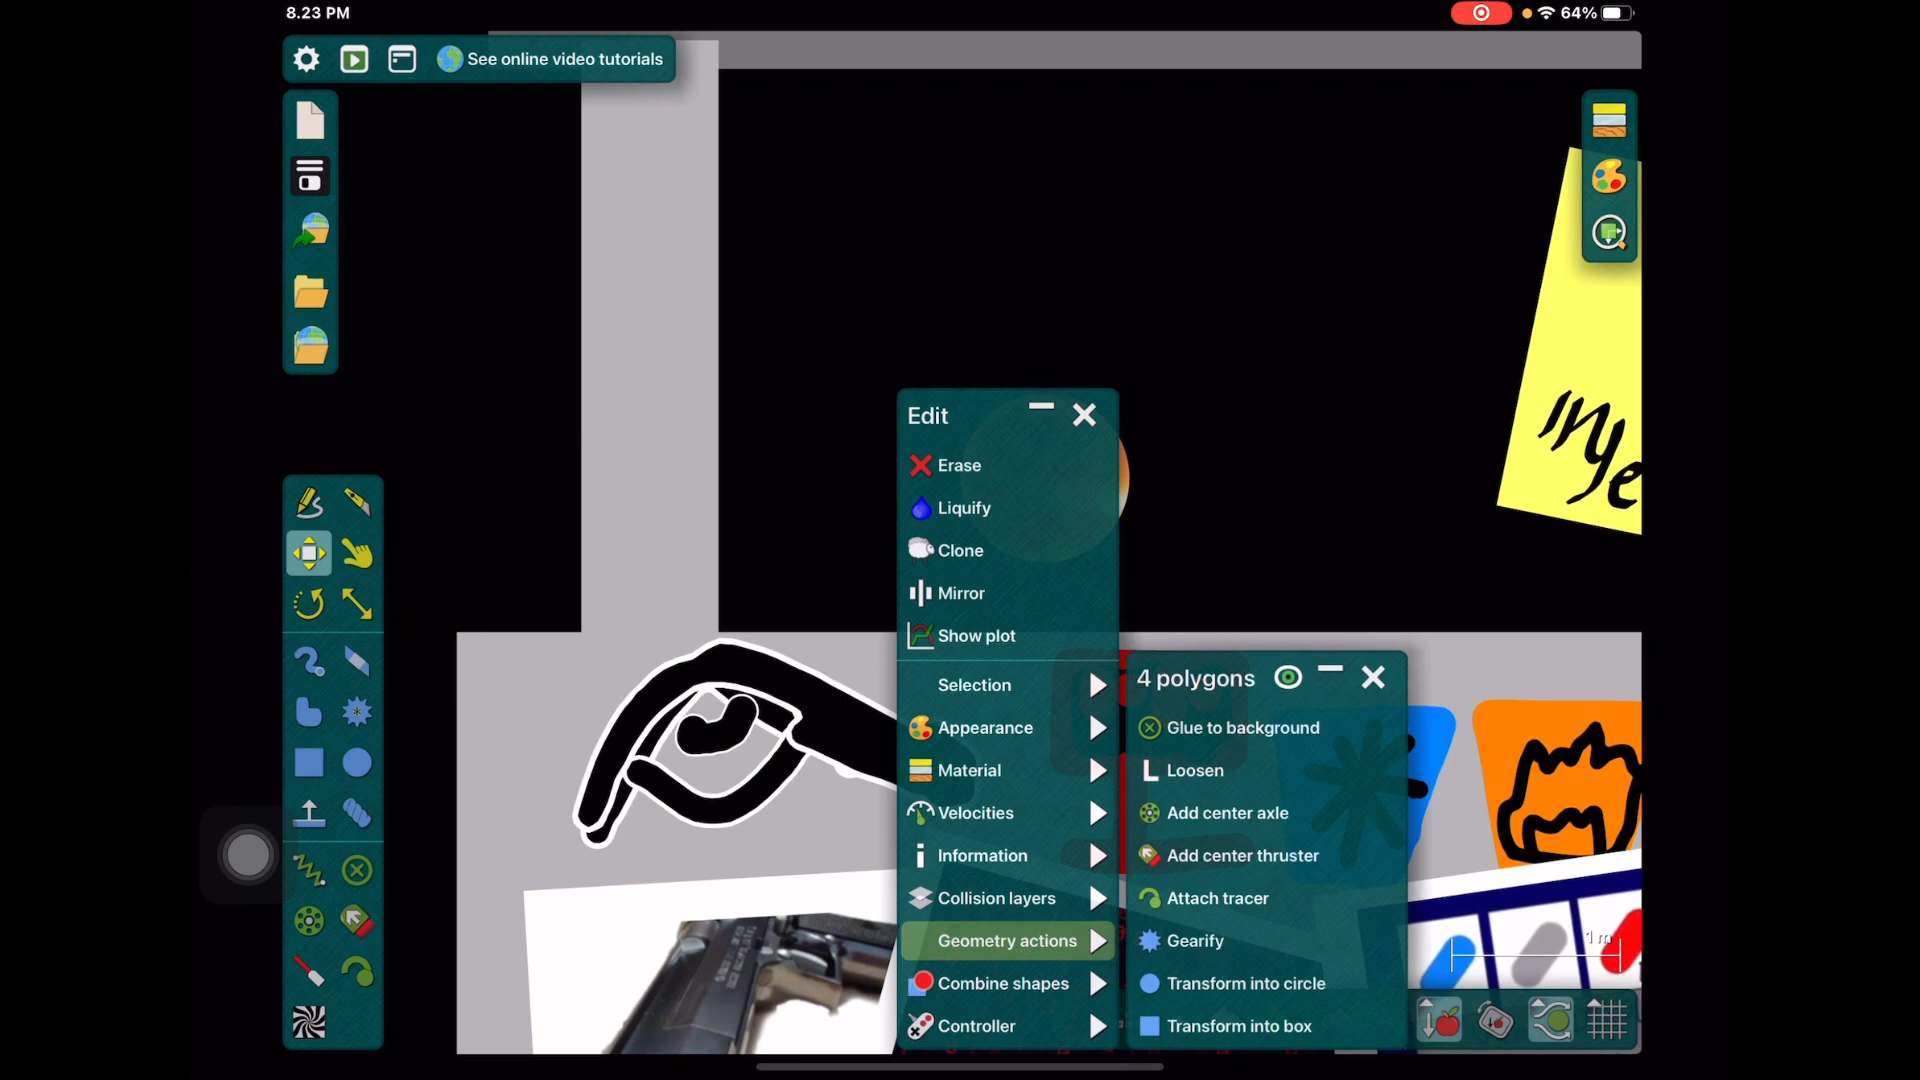 8.23 PM
64%
See online video tutorials
Edit
Erase
Liquify
Clone
Mirror
Show plot
Selection
Appearance
Material
Velocities
Information
Collision layers
Geometry actions
Combine shapes
Controller
4 polygons
Glue to background
Loosen
Add center axle
Add center thruster
Attach tracer
Gearify
Transform into circle
Transform into box
mye
1 m